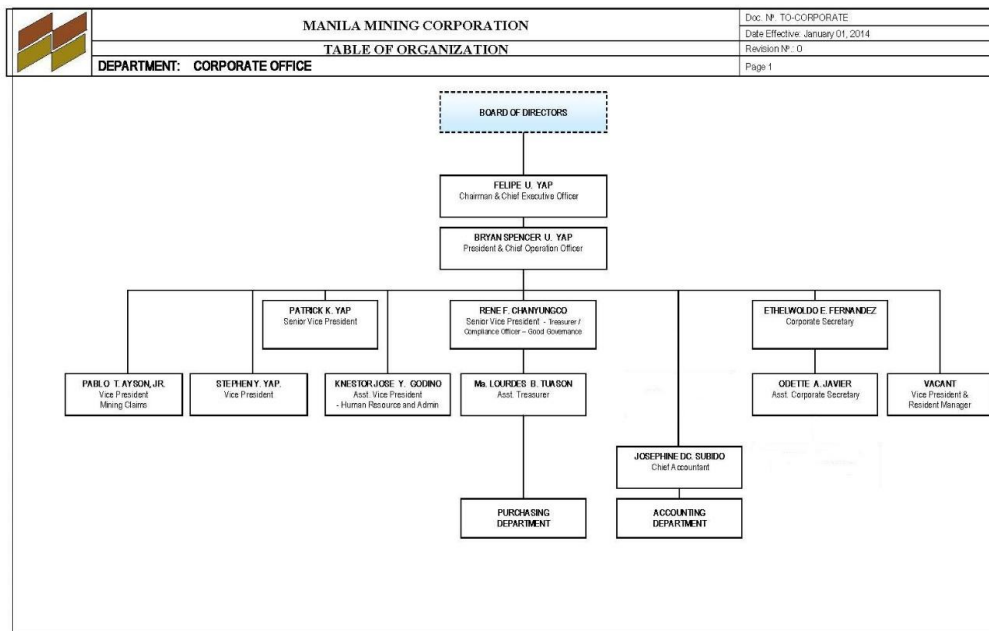 MANILA MINING CORPORATION
TABLE OF ORGANIZATION
DEPARTMENT: CORPORATE OFFICE
Doc. Nº. TO-CORPORATE
Date Effective: January 01, 2014
Revision Nº.: 0
Page 1
BOARD OF DIRECTORS
FELIPE U. YAP
Chairman & Chief Executive Officer
BRYAN SPENCER U. YAP
President & Chief Operation Officer
PATRICK K. YAP
Senior Vice President
RENE F. CHANYUNGCO
Senior Vice President - Treasurer /
Compliance Officer – Good Governance
ETHELWOLDO E. FERNANDEZ
Corporate Secretary
PABLO T. AYSON, JR.
Vice President
Mining Claims
STEPHEN Y. YAP.
Vice President
KNESTOR JOSE Y. GODINO
Asst. Vice President
- Human Resource and Admin
Ma. LOURDES B. TUASON
Asst. Treasurer
ODETTE A. JAVIER
Asst. Corporate Secretary
VACANT
Vice President &
Resident Manager
JOSEPHINE DC. SUBIDO
Chief Accountant
PURCHASING
DEPARTMENT
ACCOUNTING
DEPARTMENT